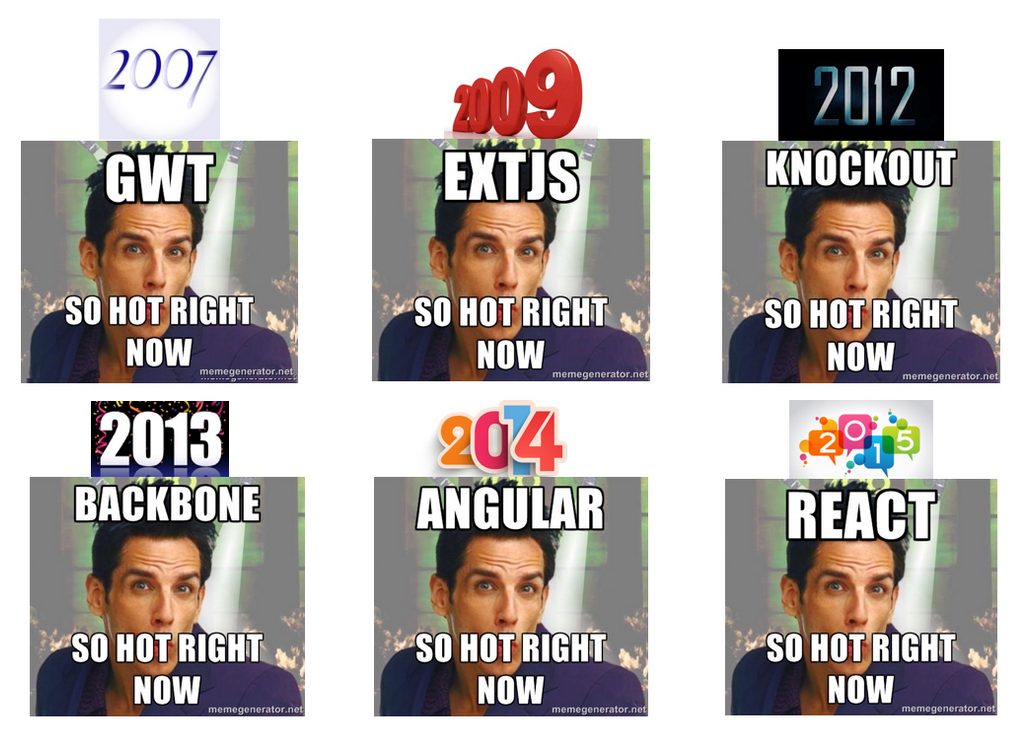 2007
GWT
SO HOT RIGHT
NOW
memegenerator.net
memegenerator.net
2009
EXTJS
SO HOT RIGHT
NOW
memegenerator.net
2012
KNOCKOUT
SO HOT RIGHT
NOW
memegenerator.net
2013
BACKBONE
SO HOT RIGHT
NOW
memegenerator.net
2014
ANGULAR
SO HOT RIGHT
NOW
memegenerator.net
2015
REACT
SO HOT RIGHT
NOW
memegenerator.net